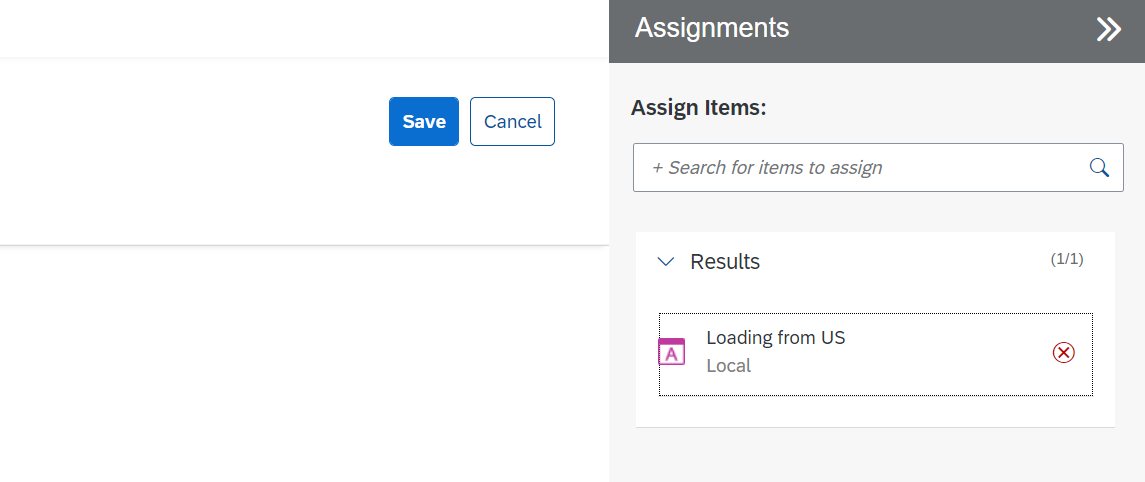 Assignments
Save
Cancel
Assign Items:
+ Search for items to assign
Results
(1/1)
A
Loading from US
Local